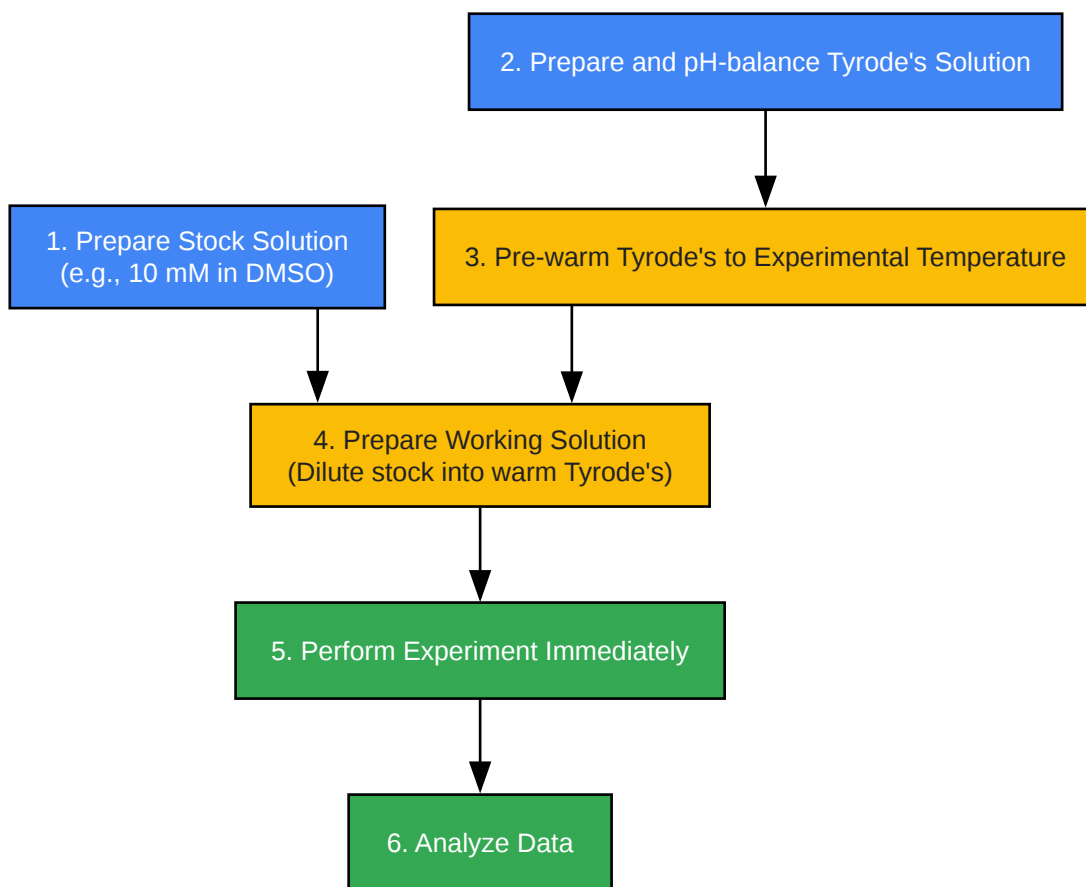 2. Prepare and pH-balance Tyrode's Solution
1. Prepare Stock Solution
(e.g., 10 mM in DMSO)
3. Pre-warm Tyrode's to Experimental Temperature
4. Prepare Working Solution
(Dilute stock into warm Tyrode's)
5. Perform Experiment Immediately
6. Analyze Data